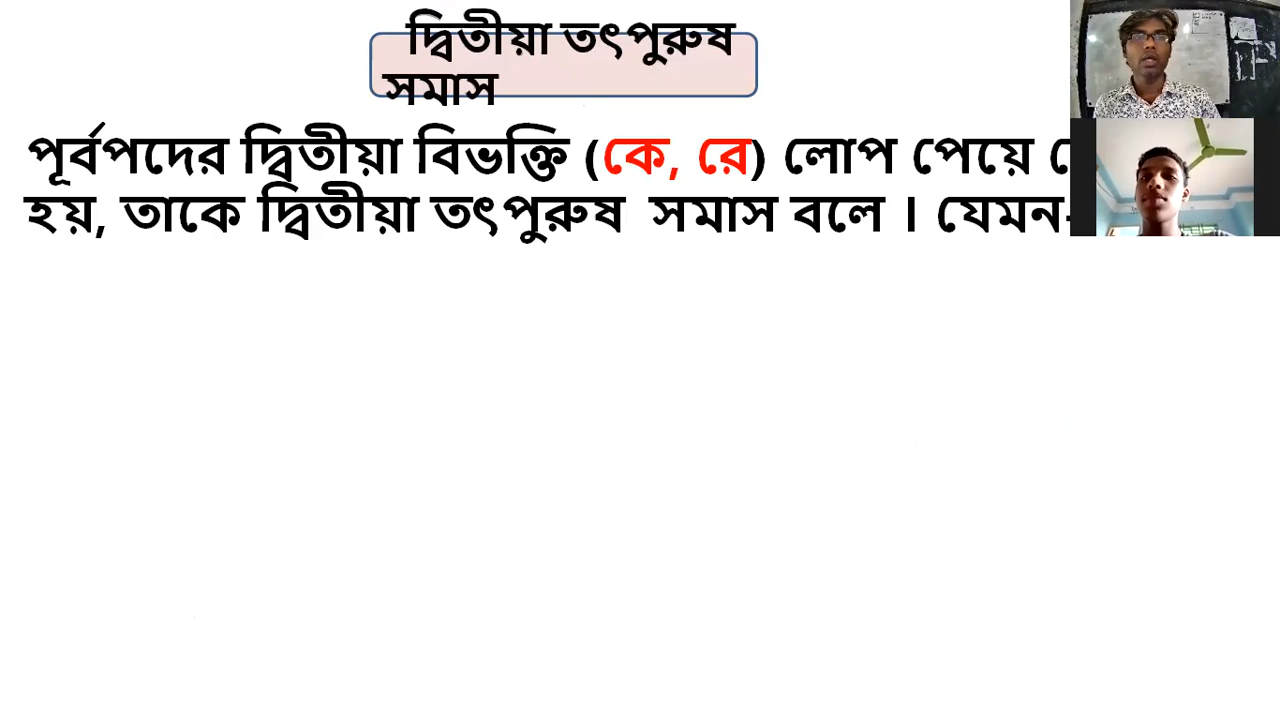 দ্বিতীয়া তৎপুরুষ
সমাস
পূর্বপদের দ্বিতীয়া বিভক্তি (কে, রে) লোপ পেয়ে
হয়, তাকে দ্বিতীয়া তৎপুরুষ সমাস বলে । যেমন-